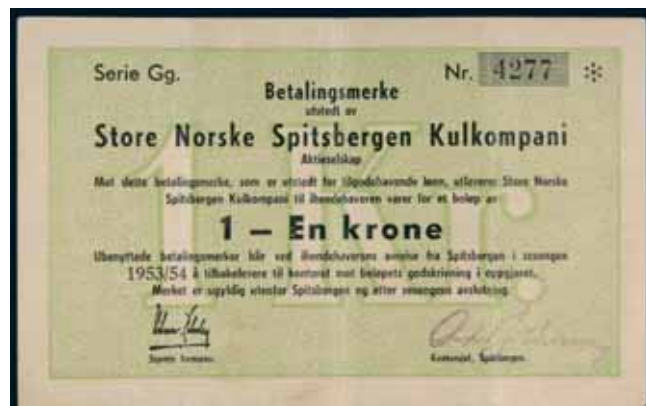 Serie Gg.
Nr. 4277
Betalingsmerke
utstedt av
Store Norske Spitsbergen Kulkompani
Aktieselskap
Mot dette betalingsmerke, som er utstedt for tilgodehavende lønn, utleverer Store Norske
Spitsbergen Kulkompani til ihendehaveren varer for et beløp av
1 — En krone
Ubenyttede betalingsmerker blir ved ihendehaverens avreise fra Spitsbergen i sesongen
1953/54 å tilbakelevere til kontoret mot beløpets godskrivning i oppgjøret.
Merket er ugyldig utenfor Spitsbergen og etter sesongens avslutning.
Kontoret, Spitsbergen.
1 Kr.